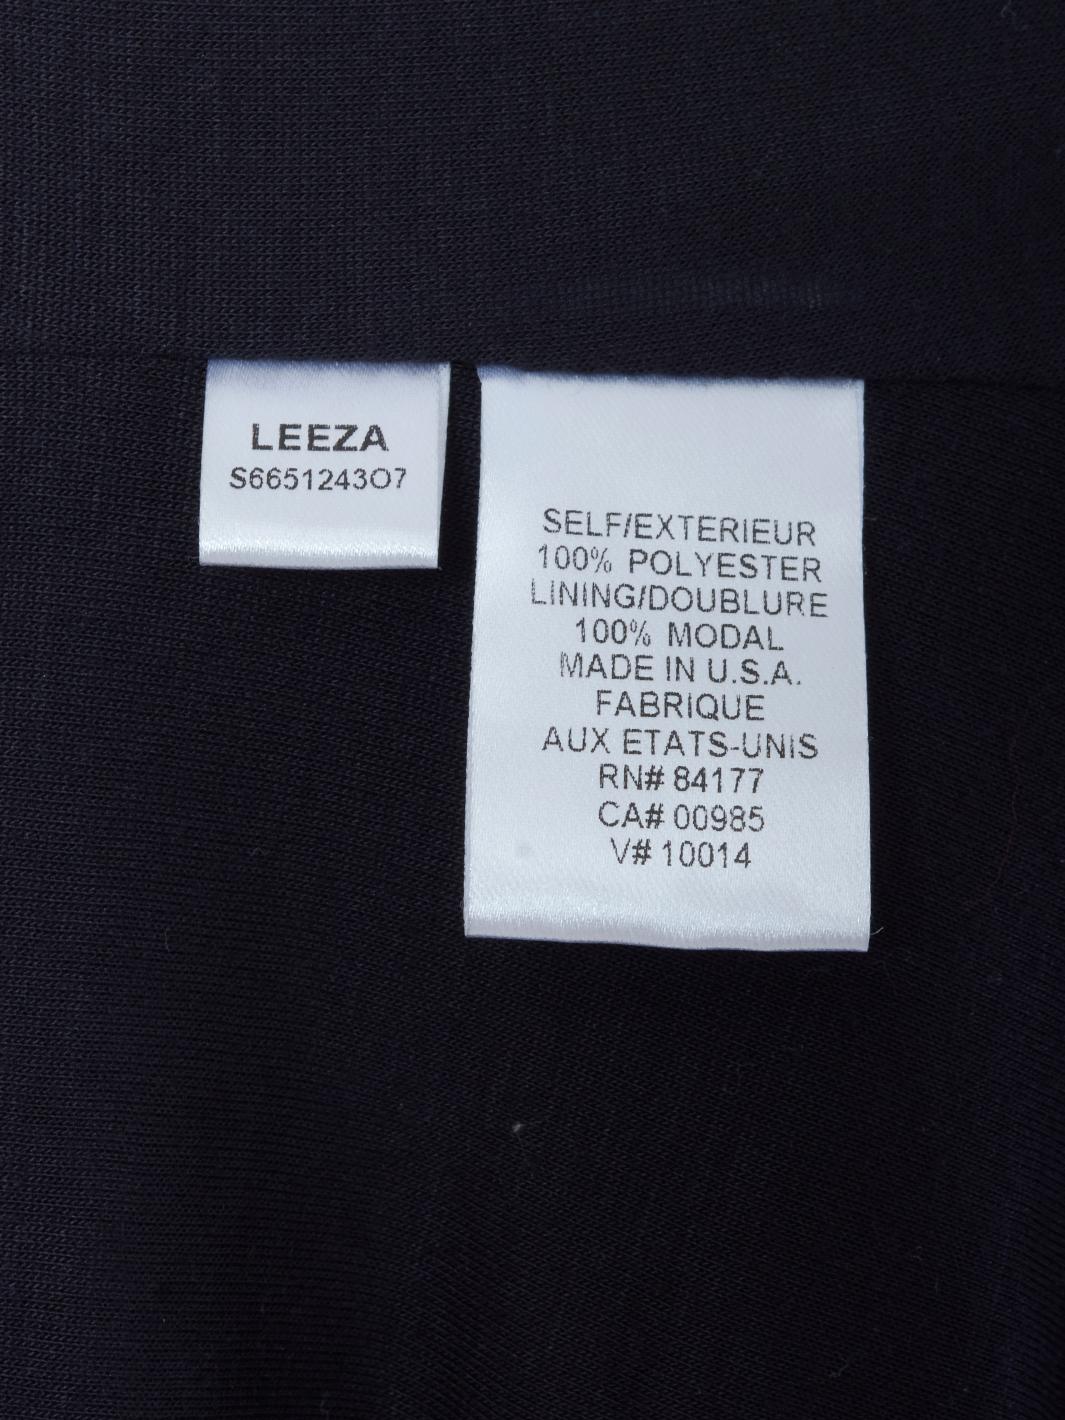 LEEZA
S6651243O7
SELF/EXTERIEUR
100% POLYESTER
LINING/DOUBLURE
100% MODAL
MADE IN U.S.A.
FABRIQUE
AUX ETATS-UNIS
RN# 84177
CA# 00985
V# 10014